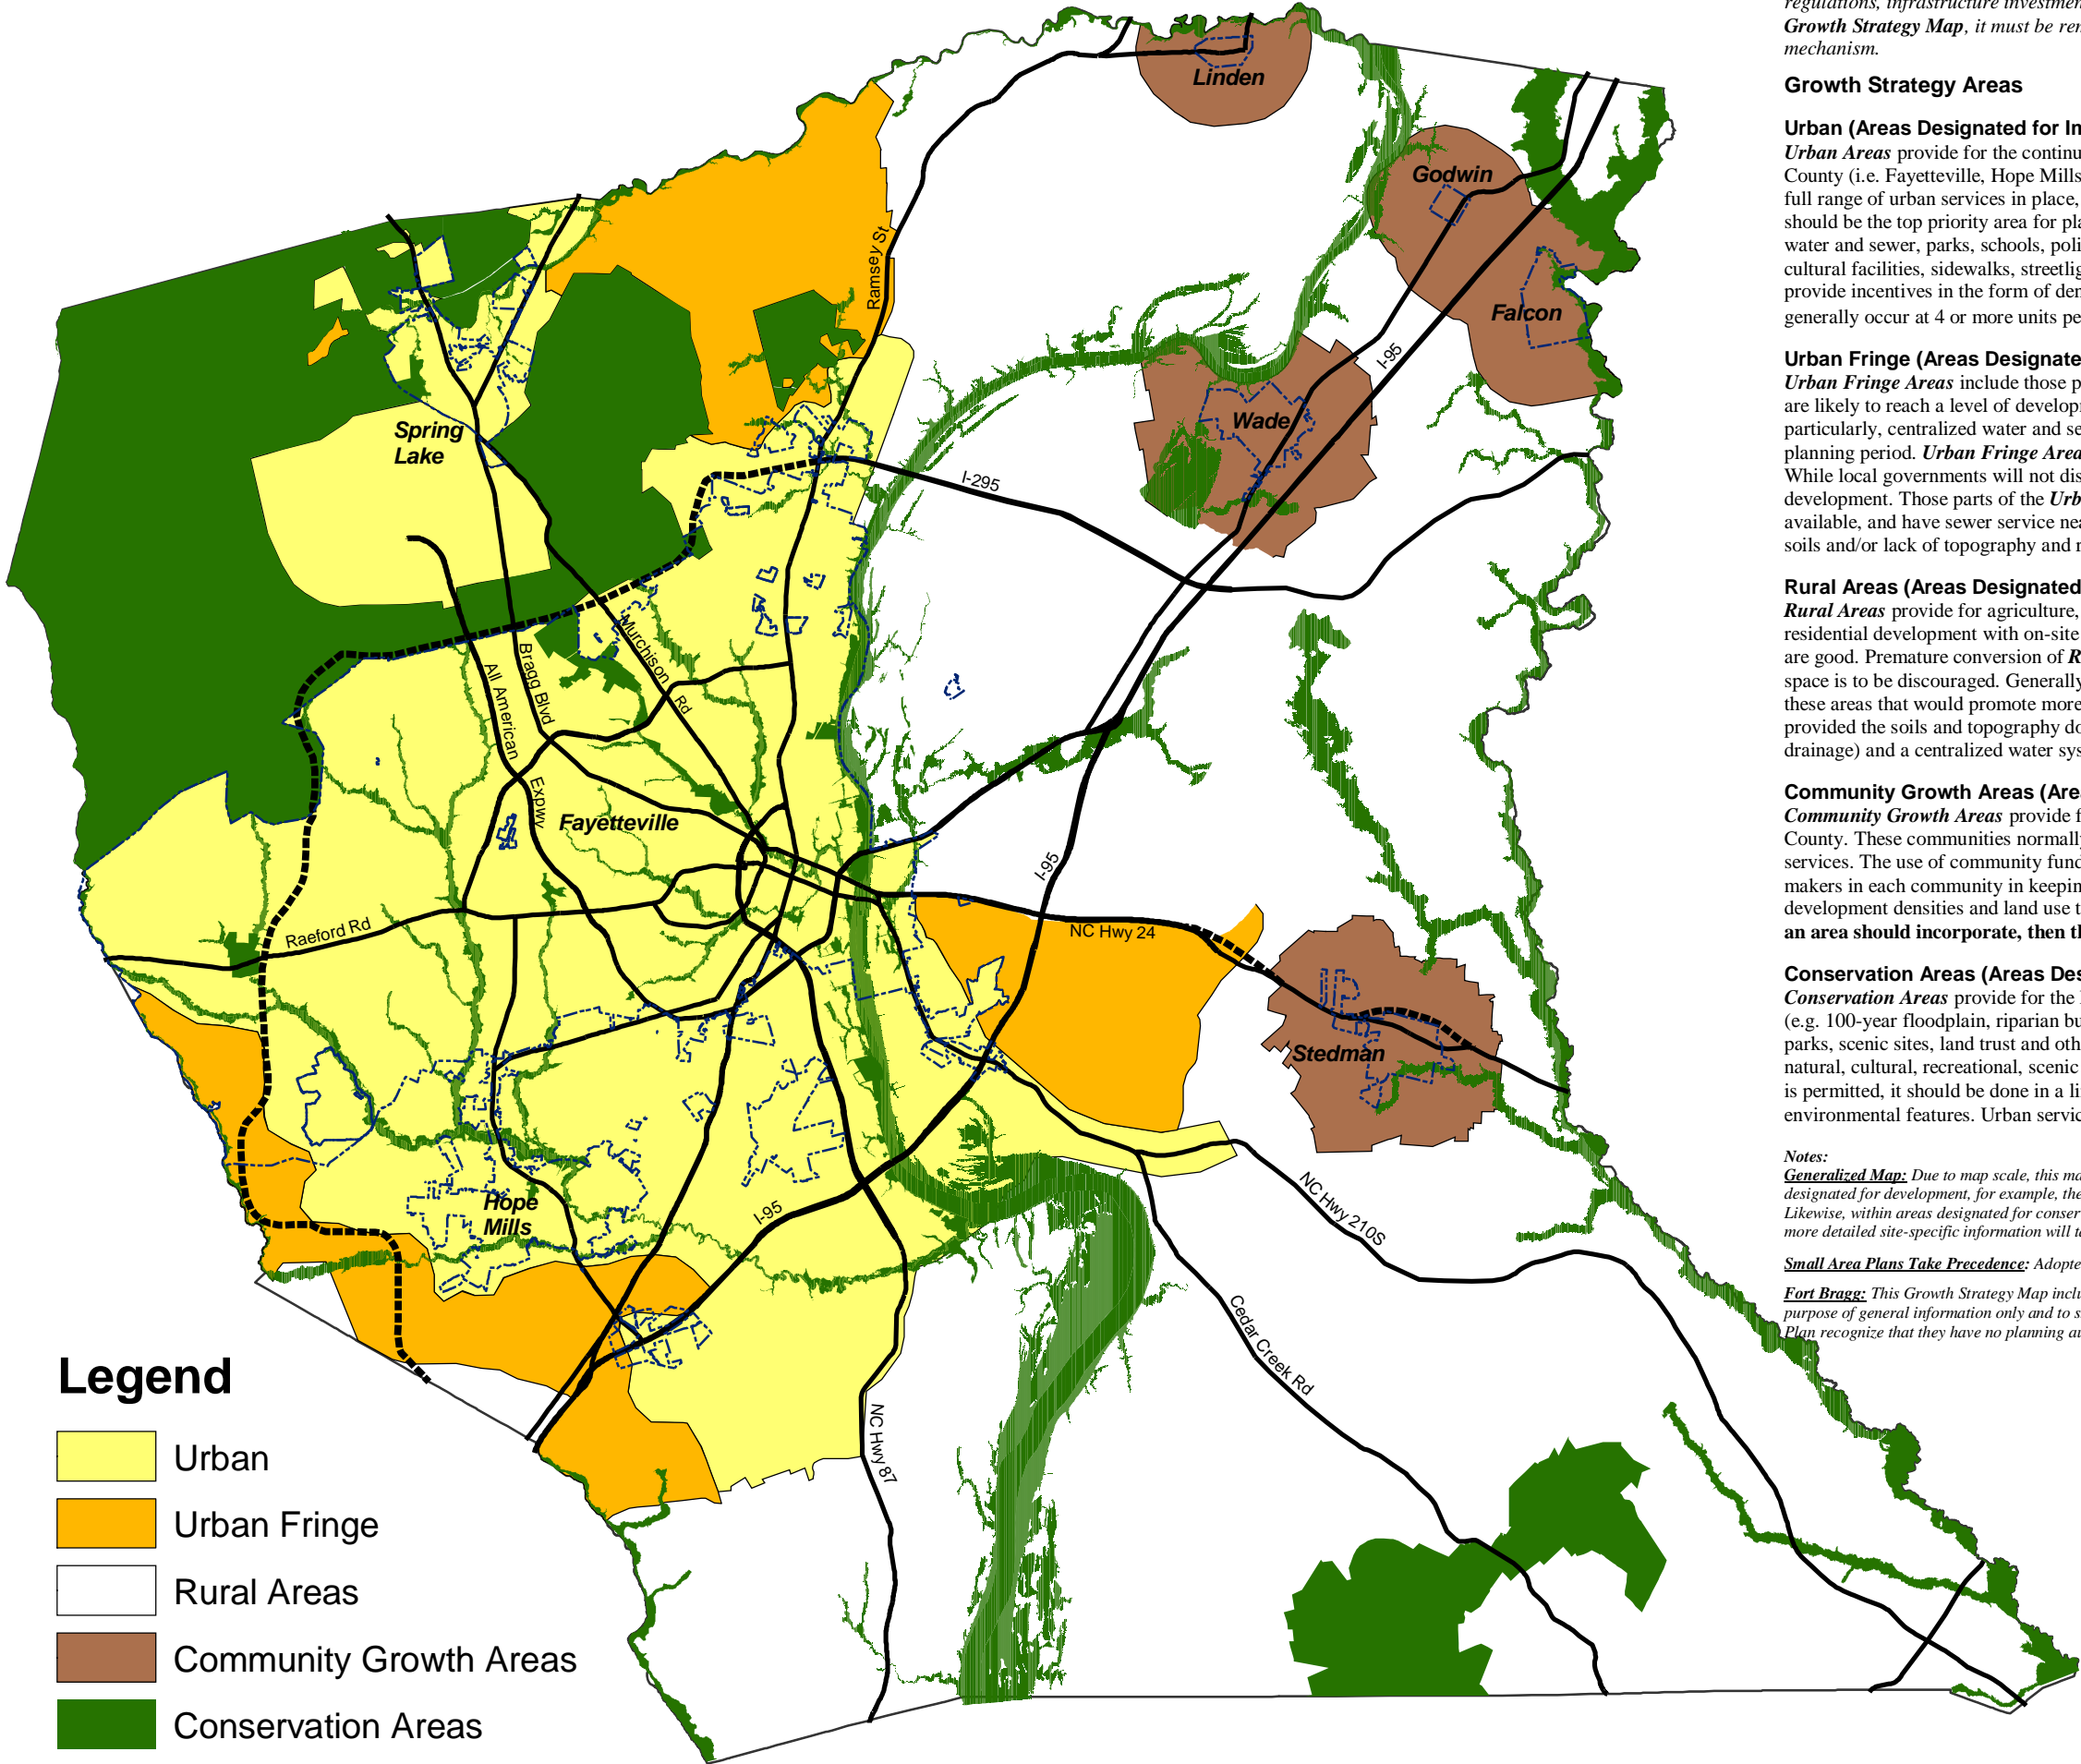 Linden
Godwin
Falcon
Wade
Ramsey St
I-95
Spring
Lake
I-295
Murchison Rd
Bragg Blvd
All American Expwy
Fayetteville
I-95
Raeford Rd
NC Hwy 24
Stedman
Hope
Mills
I-95
NC Hwy 210S
Cedar Creek Rd
NC Hwy 87
Legend
Urban
Urban Fringe
Rural Areas
Community Growth Areas
Conservation Areas
regulations, infrastructure investmen
Growth Strategy Map, it must be ren
mechanism.
Growth Strategy Areas
Urban (Areas Designated for In
Urban Areas provide for the continu
County (i.e. Fayetteville, Hope Mills
full range of urban services in place,
should be the top priority area for pla
water and sewer, parks, schools, poli
cultural facilities, sidewalks, streetlig
provide incentives in the form of den
generally occur at 4 or more units pe
Urban Fringe (Areas Designate
Urban Fringe Areas include those p
are likely to reach a level of developr
particularly, centralized water and se
planning period. Urban Fringe Area
While local governments will not dis
development. Those parts of the Urb
available, and have sewer service nea
soils and/or lack of topography and r
Rural Areas (Areas Designated
Rural Areas provide for agriculture,
residential development with on-site
are good. Premature conversion of R
space is to be discouraged. Generally
these areas that would promote more
provided the soils and topography do
drainage) and a centralized water sys
Community Growth Areas (Area
Community Growth Areas provide f
County. These communities normally
services. The use of community fund
makers in each community in keepin
development densities and land use t
an area should incorporate, then th
Conservation Areas (Areas Des
Conservation Areas provide for the
(e.g. 100-year floodplain, riparian bu
parks, scenic sites, land trust and oth
natural, cultural, recreational, scenic
is permitted, it should be done in a li
environmental features. Urban servic
Notes:
Generalized Map: Due to map scale, this ma
designated for development, for example, the
Likewise, within areas designated for conser
more detailed site-specific information will ta
Small Area Plans Take Precedence: Adopte
Fort Bragg: This Growth Strategy Map inclu
purpose of general information only and to s
Plan recognize that they have no planning au